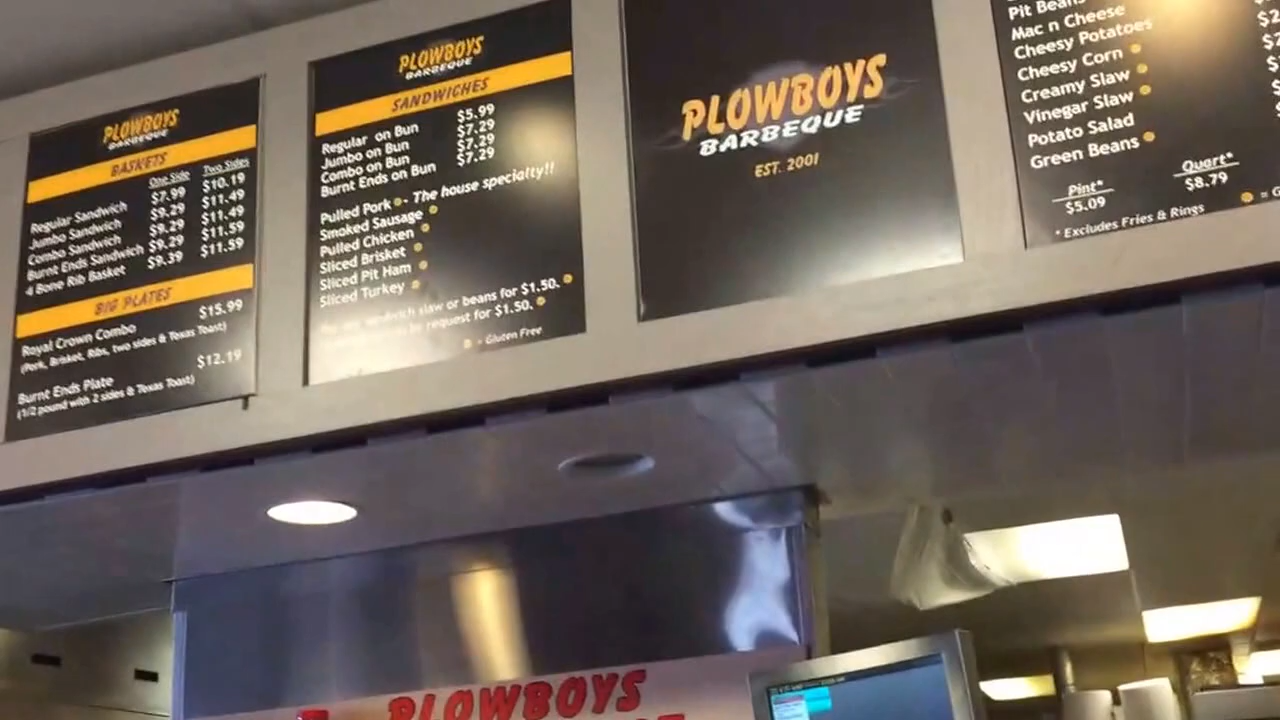 PLOWBOYS
BARBEQUE
BASKETS
One Side Two Sides
Regular Sandwich $7.99 $10.19
Jumbo Sandwich $9.29 $11.49
Combo Sandwich $9.29 $11.49
Burnt Ends Sandwich $9.29 $11.59
4 Bone Rib Basket $9.39 $11.59
BIG PLATES
Royal Crown Combo $15.99
(Pork, Brisket, Ribs, two sides & Texas Toast)
Burnt Ends Plate $12.19
(1/2 pound with 2 sides & Texas Toast)
PLOWBOYS
BARBEQUE
SANDWICHES
Regular on Bun $5.99
Jumbo on Bun $7.29
Combo on Bun $7.29
Burnt Ends on Bun $7.29
Pulled Pork - The house specialty!!
Smoked Sausage
Pulled Chicken
Sliced Brisket
Sliced Pit Ham
Sliced Turkey
sandwich slaw or beans for $1.50.
by request for $1.50.
= Gluten Free
PLOWBOYS
BARBEQUE
EST. 2001
Pit Beans
Mac n Cheese
Cheesy Potatoes
Cheesy Corn
Creamy Slaw
Vinegar Slaw
Potato Salad
Green Beans
Pint* Quart*
$5.09 $8.79
* Excludes Fries & Rings = G
PLOWBOYS